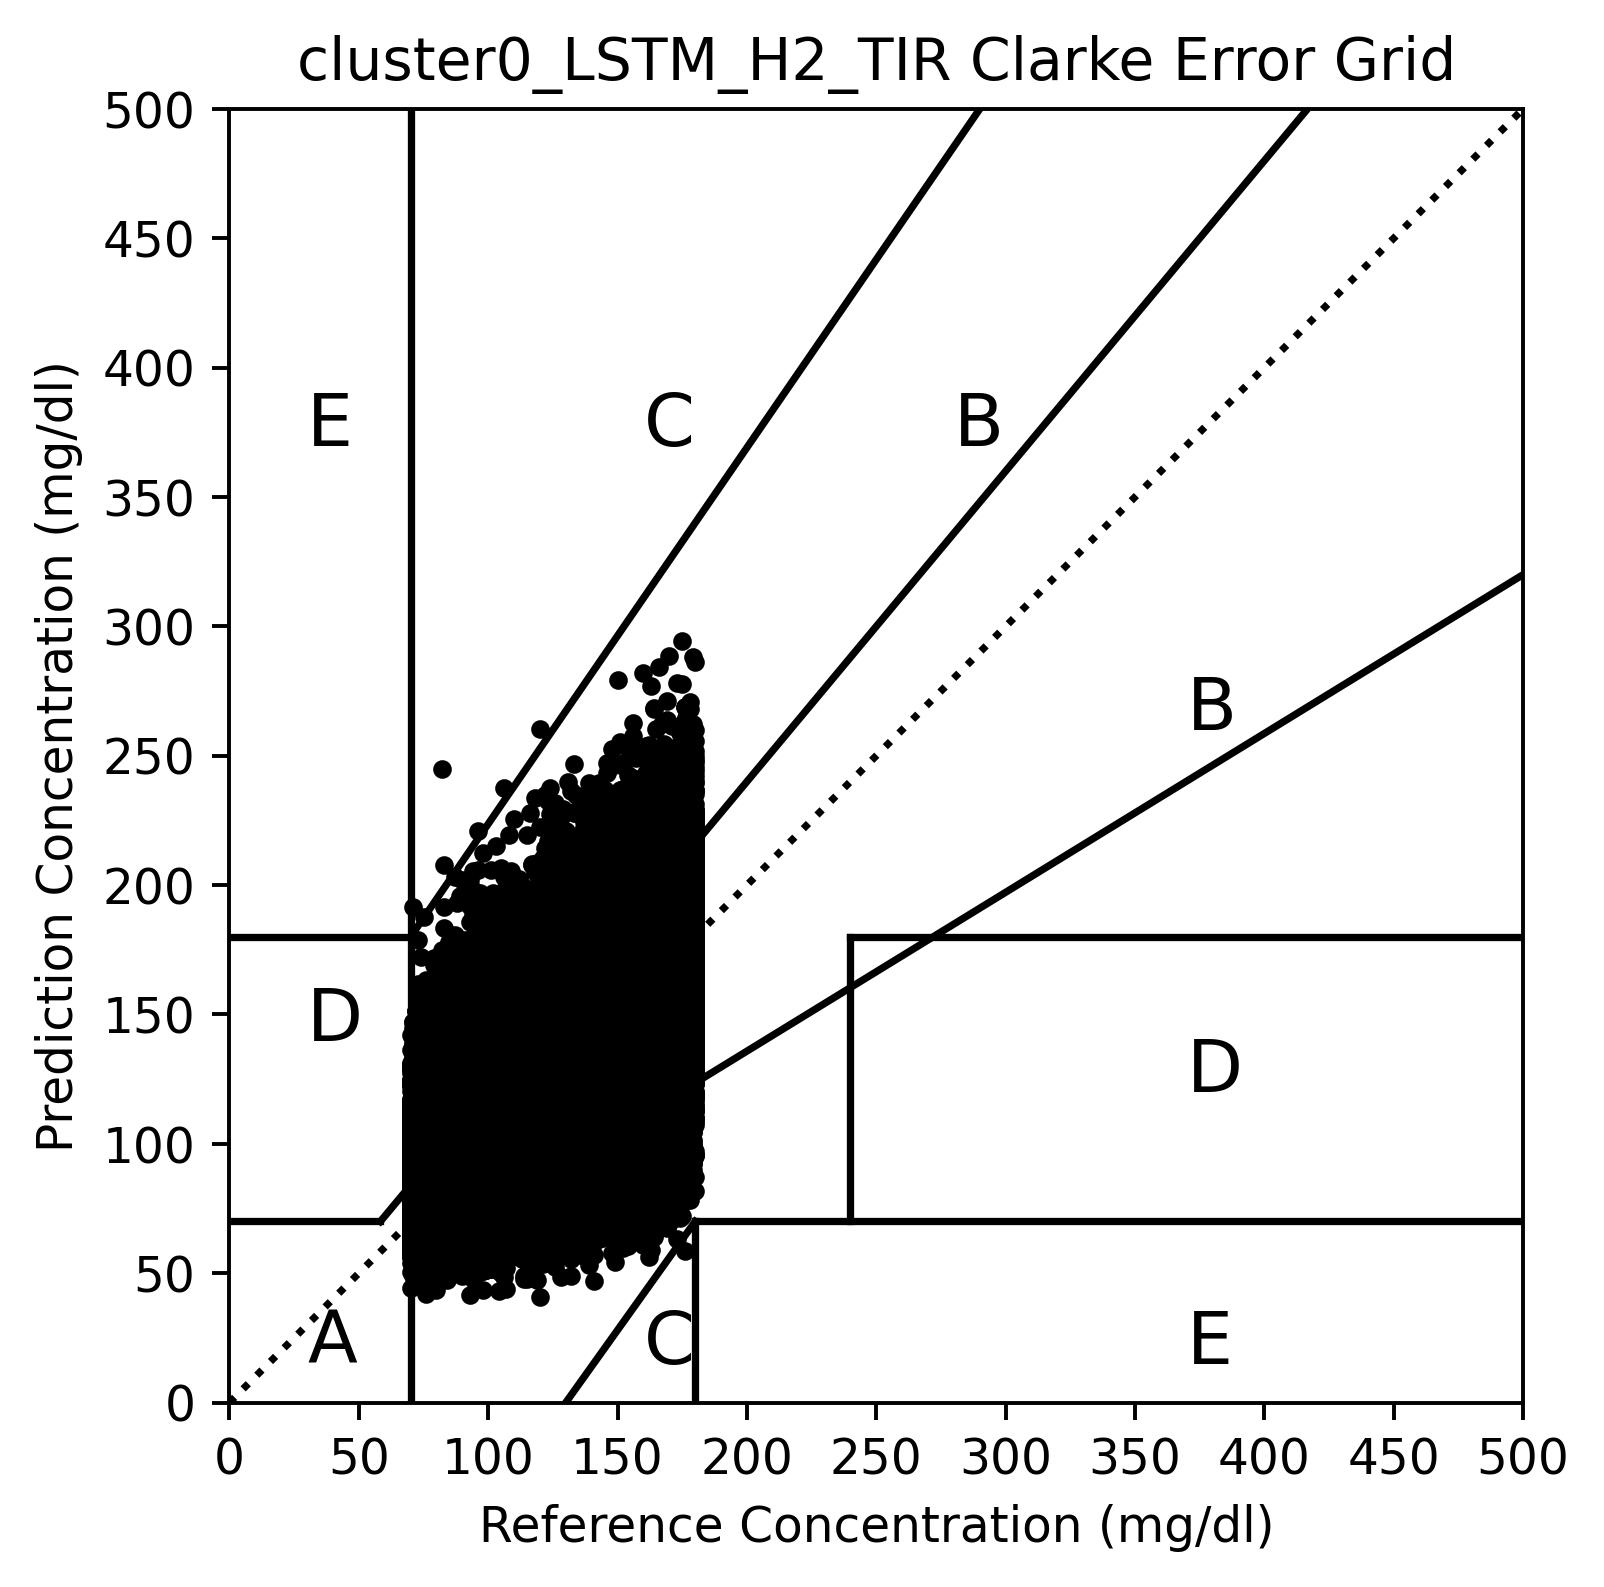 cluster0_LSTM_H2_TIR Clarke Error Grid
500
450
400
350
300
250
200
150
100
50
0
Prediction Concentration (mg/dl)
E
C
B
B
D
D
A
C
E
0 50 100 150 200 250 300 350 400 450 500
Reference Concentration (mg/dl)